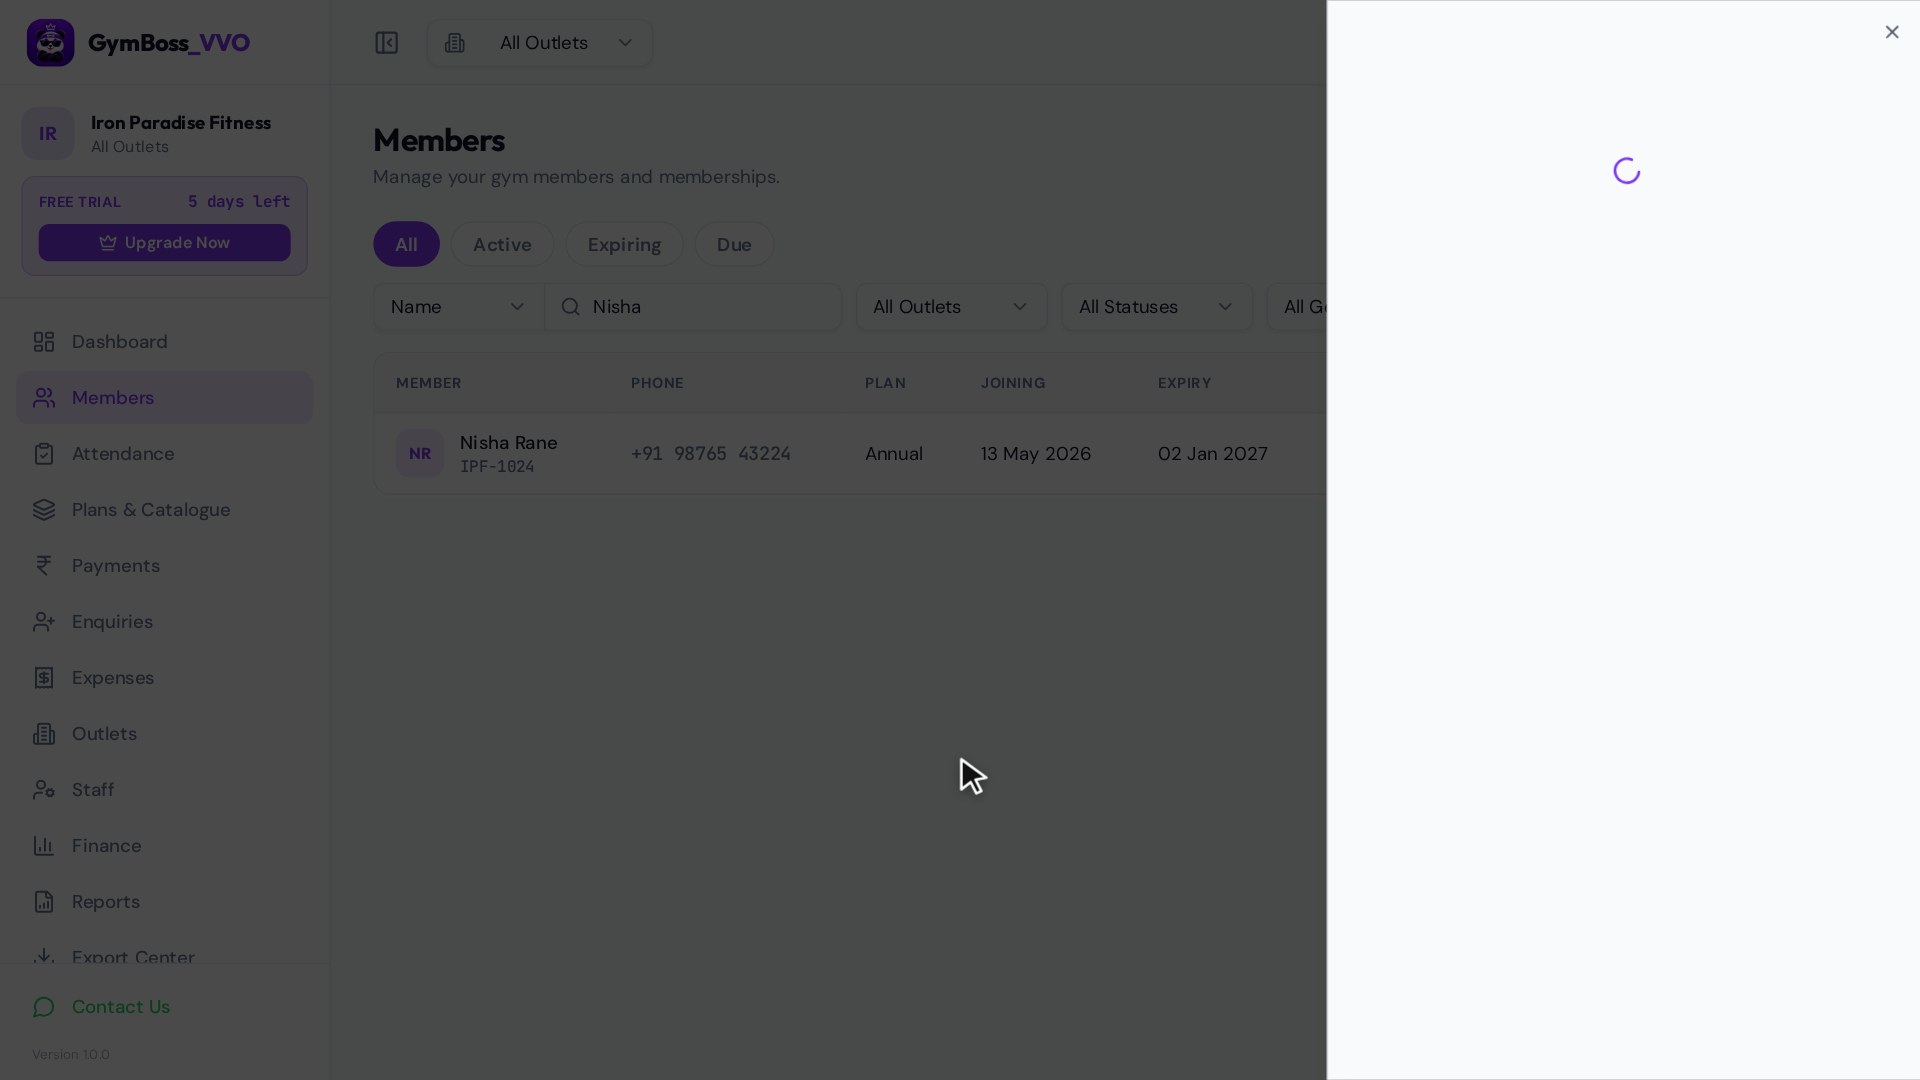 GymBoss_VVO
All Outlets
IR
Iron Paradise Fitness
All Outlets
FREE TRIAL 5 days left
Upgrade Now
Dashboard
Members
Attendance
Plans & Catalogue
Payments
Enquiries
Expenses
Outlets
Staff
Finance
Reports
Export Center
Contact Us
Version 1.0.0
Members
Manage your gym members and memberships.
All Active Expiring Due
Name Nisha All Outlets All Statuses All
MEMBER PHONE PLAN JOINING EXPIRY
NR Nisha Rane +91 98765 43224 Annual 13 May 2026 02 Jan 2027
IPF-1024